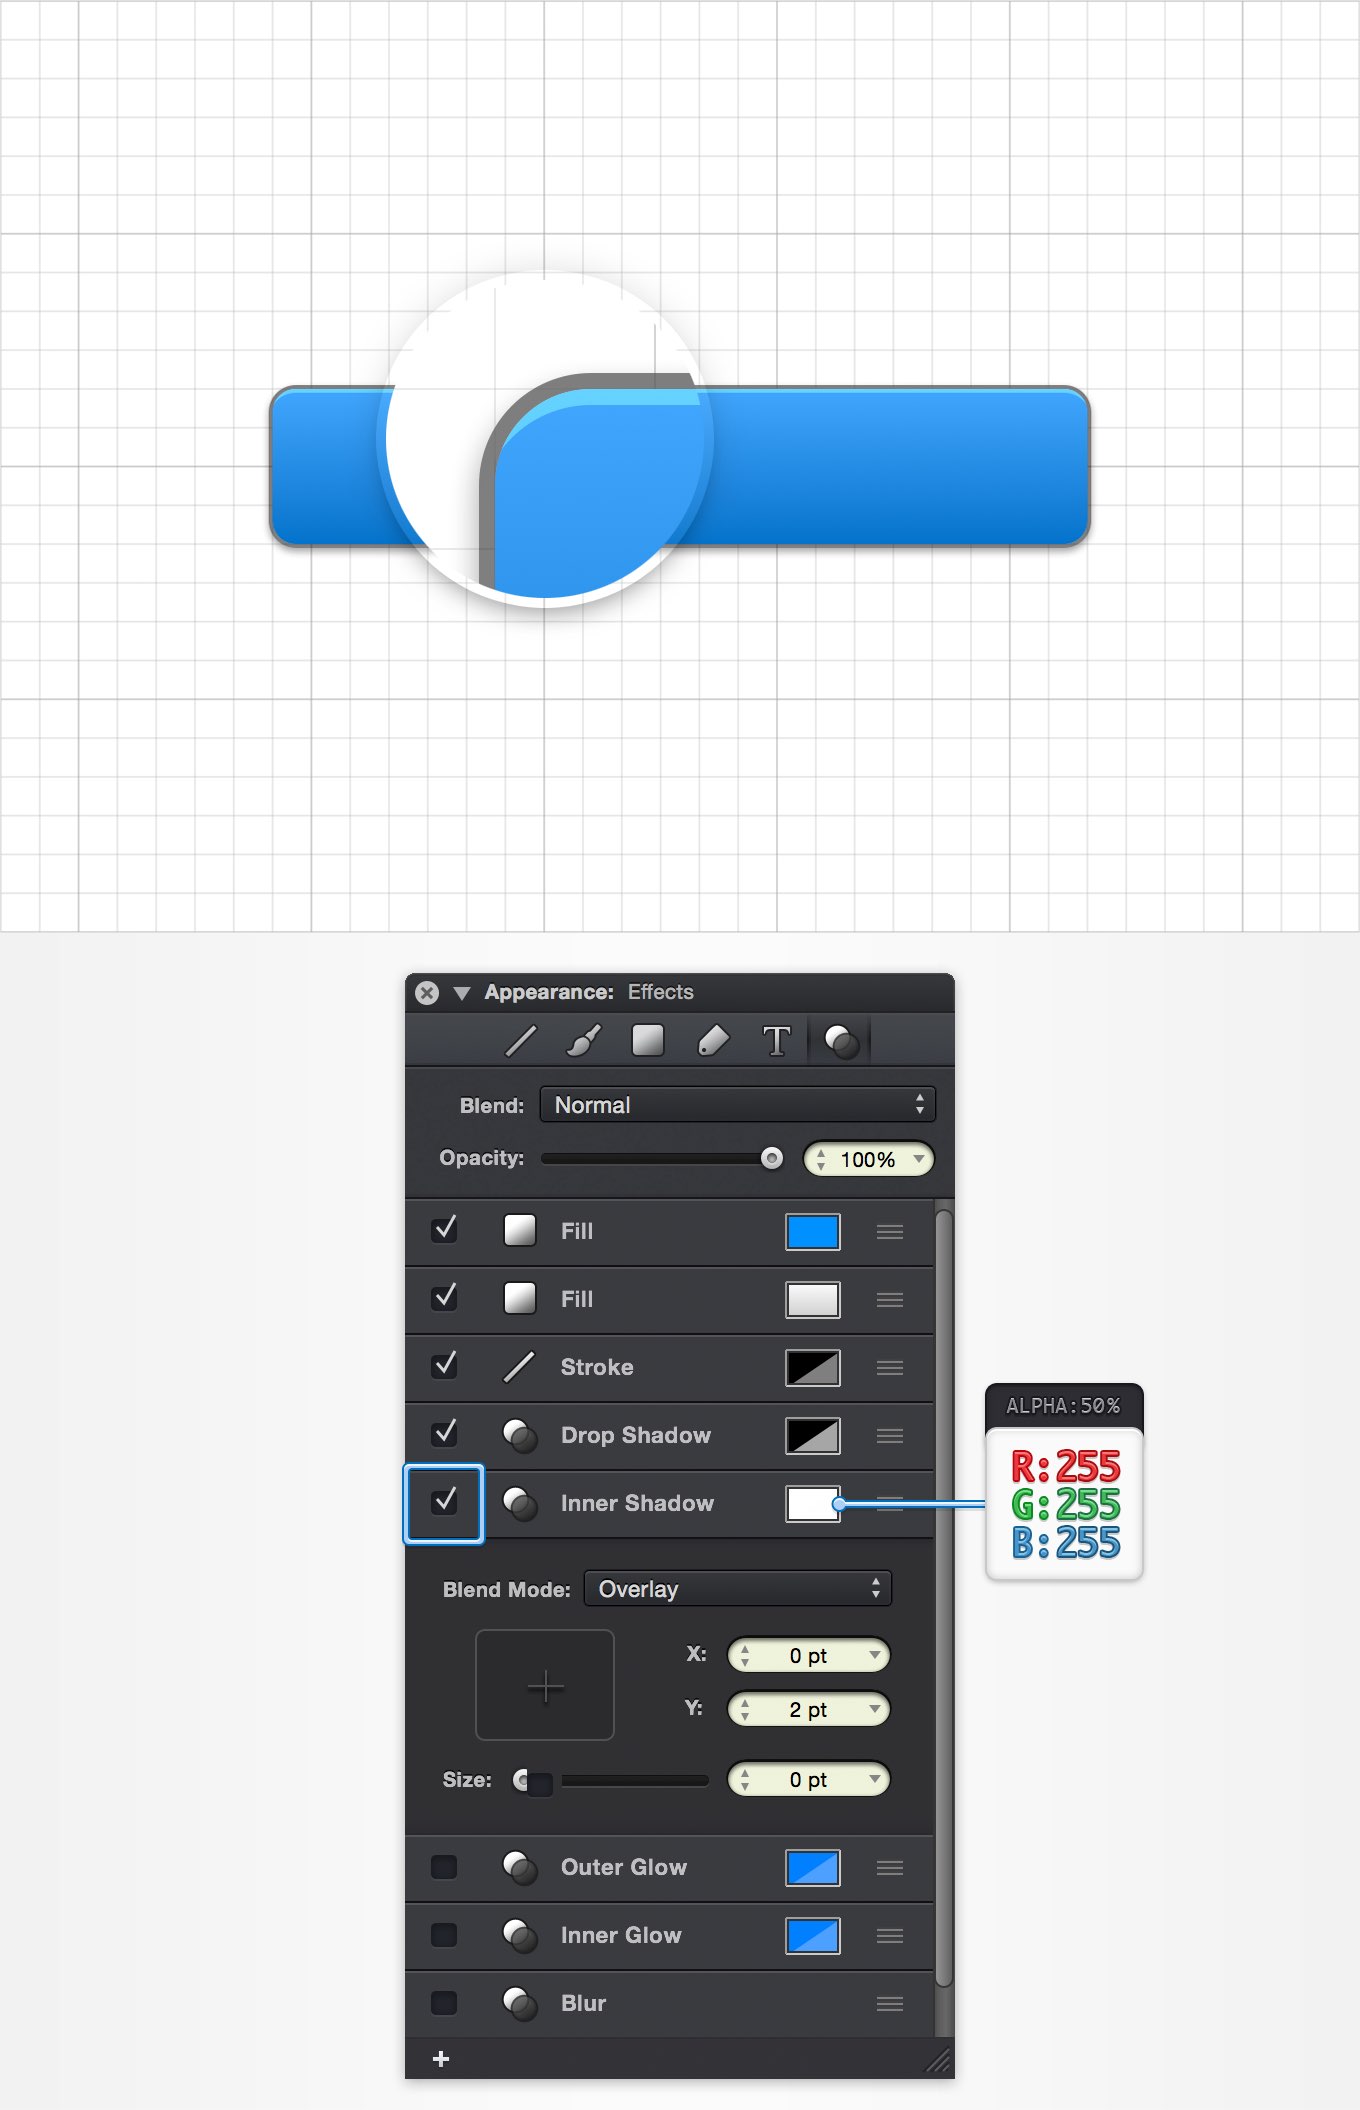 Appearance: Effects
T
Blend: Normal
Opacity: 100%
Fill
Fill
Stroke
Drop Shadow
Inner Shadow
ALPHA:50%
R:255
G:255
B:255
Blend Mode: Overlay
X: 0 pt
Y: 2 pt
Size: 0 pt
Outer Glow
Inner Glow
Blur